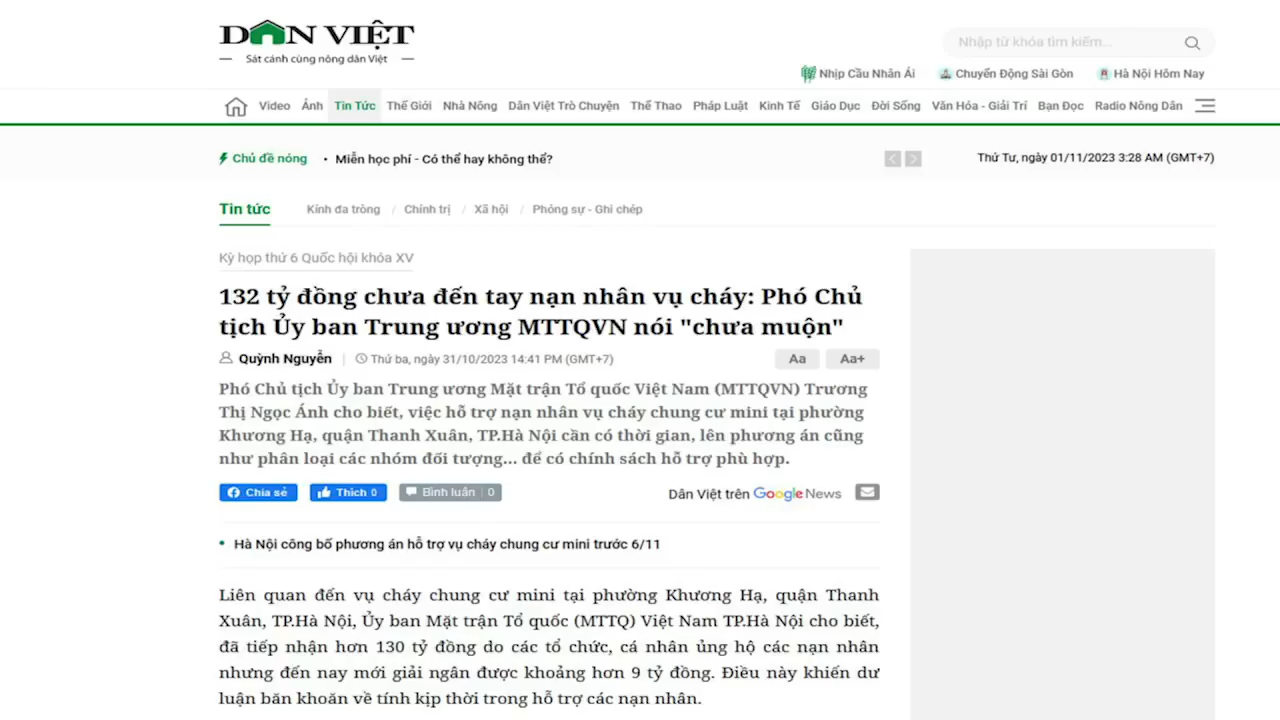 DÂN VIỆT
Sát cánh cùng nông dân Việt
Nhập từ khóa tìm kiếm...
Nhịp Cầu Nhân Ái Chuyển Động Sài Gòn Hà Nội Hôm Nay
Video Ảnh Tin Tức Thế Giới Nhà Nông Dân Việt Trò Chuyện Thể Thao Pháp Luật Kinh Tế Giáo Dục Đời Sống Văn Hóa - Giải Trí Bạn Đọc Radio Nông Dân
Chủ đề nóng • Miễn học phí - Có thể hay không thể? Thứ Tư, ngày 01/11/2023 3:28 AM (GMT+7)
Tin tức Kính đa tròng / Chính trị / Xã hội / Phóng sự - Ghi chép
Kỳ họp thứ 6 Quốc hội khóa XV
132 tỷ đồng chưa đến tay nạn nhân vụ cháy: Phó Chủ
tịch Ủy ban Trung ương MTTQVN nói "chưa muộn"
Quỳnh Nguyễn | Thứ ba, ngày 31/10/2023 14:41 PM (GMT+7) Aa Aa+
Phó Chủ tịch Ủy ban Trung ương Mặt trận Tổ quốc Việt Nam (MTTQVN) Trương
Thị Ngọc Ánh cho biết, việc hỗ trợ nạn nhân vụ cháy chung cư mini tại phường
Khương Hạ, quận Thanh Xuân, TP.Hà Nội cần có thời gian, lên phương án cũng
như phân loại các nhóm đối tượng... để có chính sách hỗ trợ phù hợp.
Chia sẻ Thích 0 Bình luận | 0 Dân Việt trên Google News
• Hà Nội công bố phương án hỗ trợ vụ cháy chung cư mini trước 6/11
Liên quan đến vụ cháy chung cư mini tại phường Khương Hạ, quận Thanh
Xuân, TP.Hà Nội, Ủy ban Mặt trận Tổ quốc (MTTQ) Việt Nam TP.Hà Nội cho biết,
đã tiếp nhận hơn 130 tỷ đồng do các tổ chức, cá nhân ủng hộ các nạn nhân
nhưng đến nay mới giải ngân được khoảng hơn 9 tỷ đồng. Điều này khiến dư
luận băn khoăn về tính kịp thời trong hỗ trợ các nạn nhân.